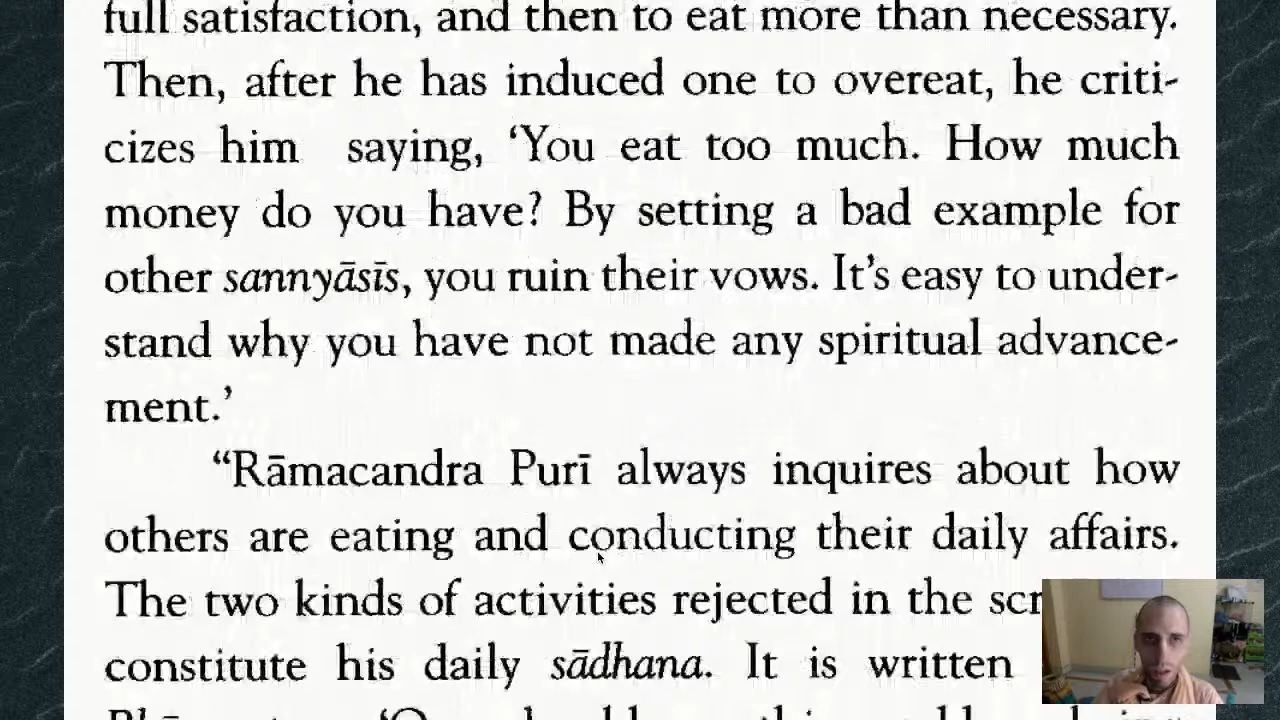 full satisfaction, and then to eat more than necessary.
Then, after he has induced one to overeat, he criti-
cizes him saying, ‘You eat too much. How much
money do you have? By setting a bad example for
other sannyāsīs, you ruin their vows. It’s easy to under-
stand why you have not made any spiritual advance-
ment.’
“Rāmacandra Purī always inquires about how
others are eating and conducting their daily affairs.
The two kinds of activities rejected in the scr
constitute his daily sādhana. It is written